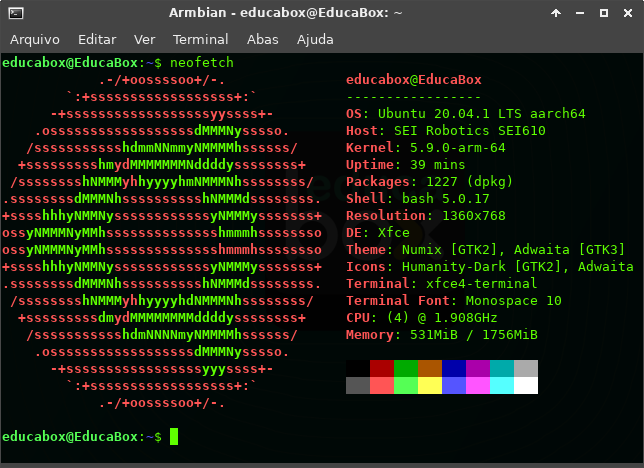 Armbian - educabox@EducaBox: ~
Arquivo Editar Ver Terminal Abas Ajuda
educabox@EducaBox:~$ neofetch
.-/+oossssoo+/-.
`:+ssssssssssssssssss+:`
-+ssssssssssssssssssyyssss+-
.ossssssssssssssssssdMMMNysssso.
/ssssssssssshdmmNNmmyNMMMMhssssss/
+ssssssssshmydMMMMMMMNddddyssssssss+
/sssssssshNMMMyhhyyyyhmNMMMNhssssssss/
.ssssssssdMMMNhsssssssssshNMMMdssssssss.
+sssshhhyNMMNyssssssssssssyNMMMysssssss+
ossyNMMMNyMMhsssssssssssssshmmmhssssssso
ossyNMMMNyMMhsssssssssssssshmmmhssssssso
+sssshhhyNMMNyssssssssssssyNMMMysssssss+
.ssssssssdMMMNhsssssssssshNMMMdssssssss.
/sssssssshNMMMyhhyyyyhdNMMMNhssssssss/
+sssssssssdmydMMMMMMMMddddyssssssss+
/ssssssssssshdmNNNNmyNMMMMhssssss/
.ossssssssssssssssssdMMMNysssso.
-+sssssssssssssssssyyyssss+-
`:+ssssssssssssssssss+:`
.-/+oossssoo+/-.
educabox@EducaBox
-----------------
OS: Ubuntu 20.04.1 LTS aarch64
Host: SEI Robotics SEI610
Kernel: 5.9.0-arm-64
Uptime: 39 mins
Packages: 1227 (dpkg)
Shell: bash 5.0.17
Resolution: 1360x768
DE: Xfce
Theme: Numix [GTK2], Adwaita [GTK3]
Icons: Humanity-Dark [GTK2], Adwaita
Terminal: xfce4-terminal
Terminal Font: Monospace 10
CPU: (4) @ 1.908GHz
Memory: 531MiB / 1756MiB
educabox@EducaBox:~$